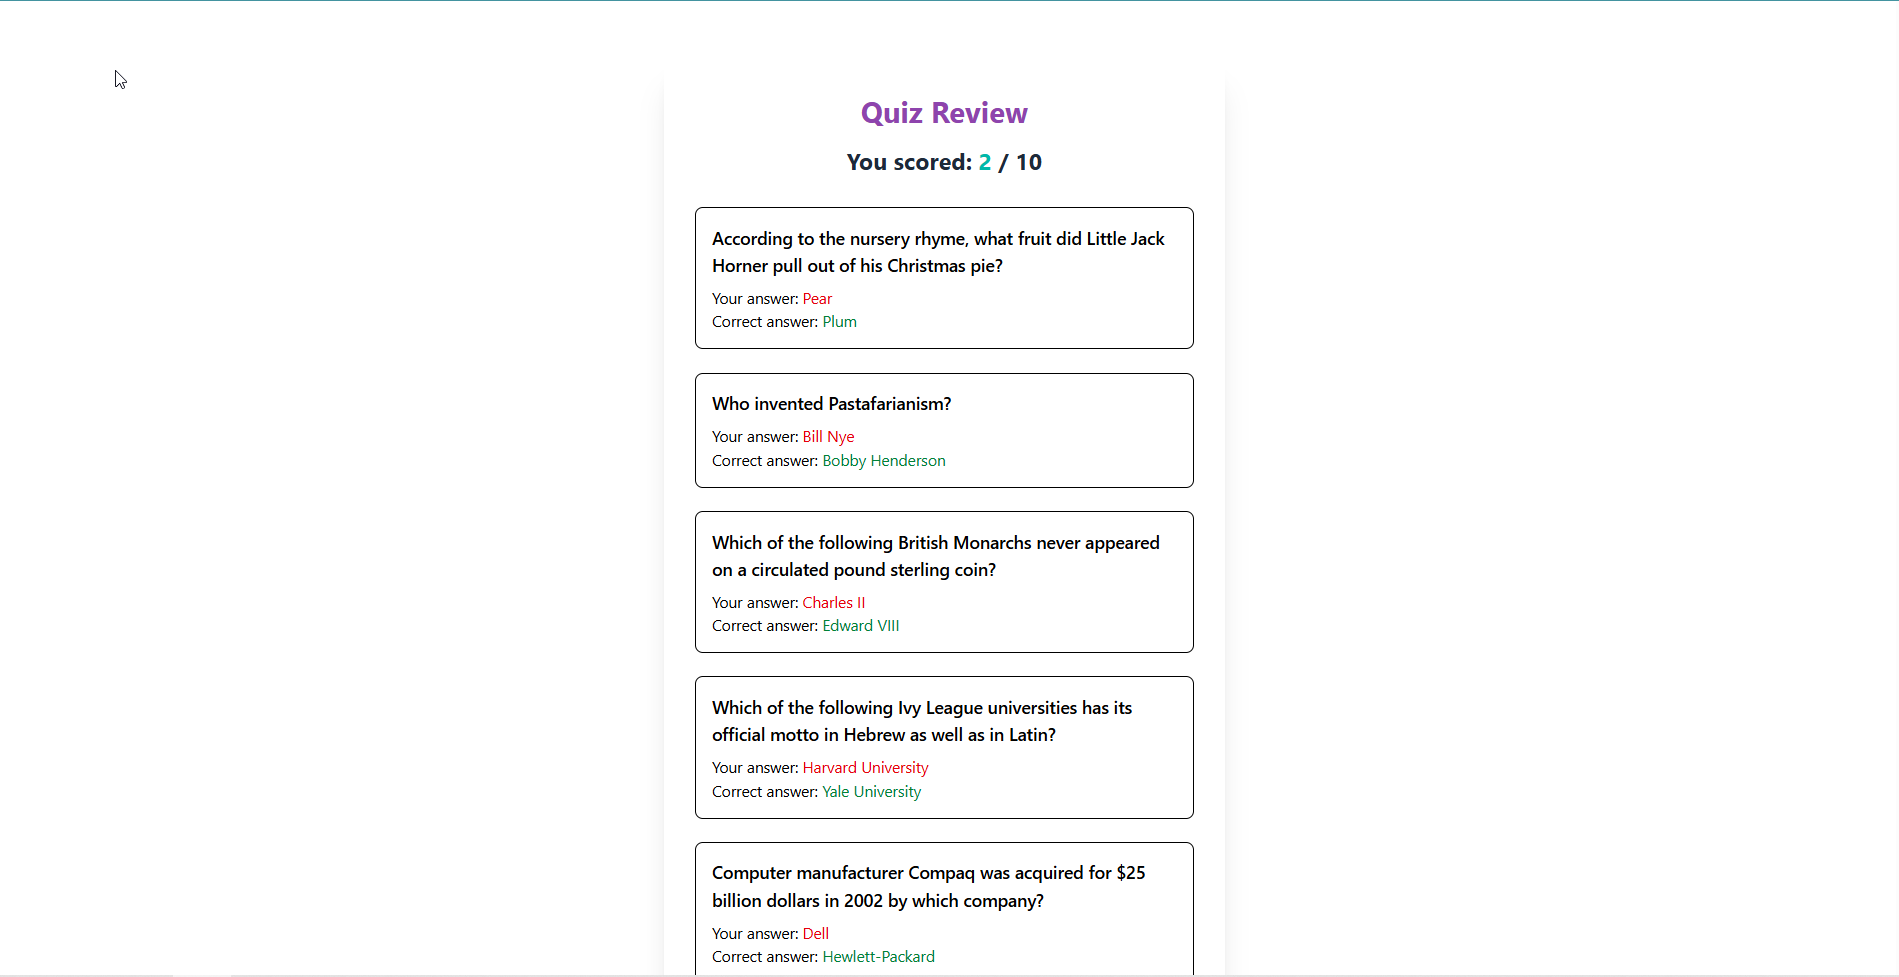 Quiz Review
You scored: 2 / 10
According to the nursery rhyme, what fruit did Little Jack
Horner pull out of his Christmas pie?
Your answer: Pear
Correct answer: Plum
Who invented Pastafarianism?
Your answer: Bill Nye
Correct answer: Bobby Henderson
Which of the following British Monarchs never appeared
on a circulated pound sterling coin?
Your answer: Charles II
Correct answer: Edward VIII
Which of the following Ivy League universities has its
official motto in Hebrew as well as in Latin?
Your answer: Harvard University
Correct answer: Yale University
Computer manufacturer Compaq was acquired for $25
billion dollars in 2002 by which company?
Your answer: Dell
Correct answer: Hewlett-Packard